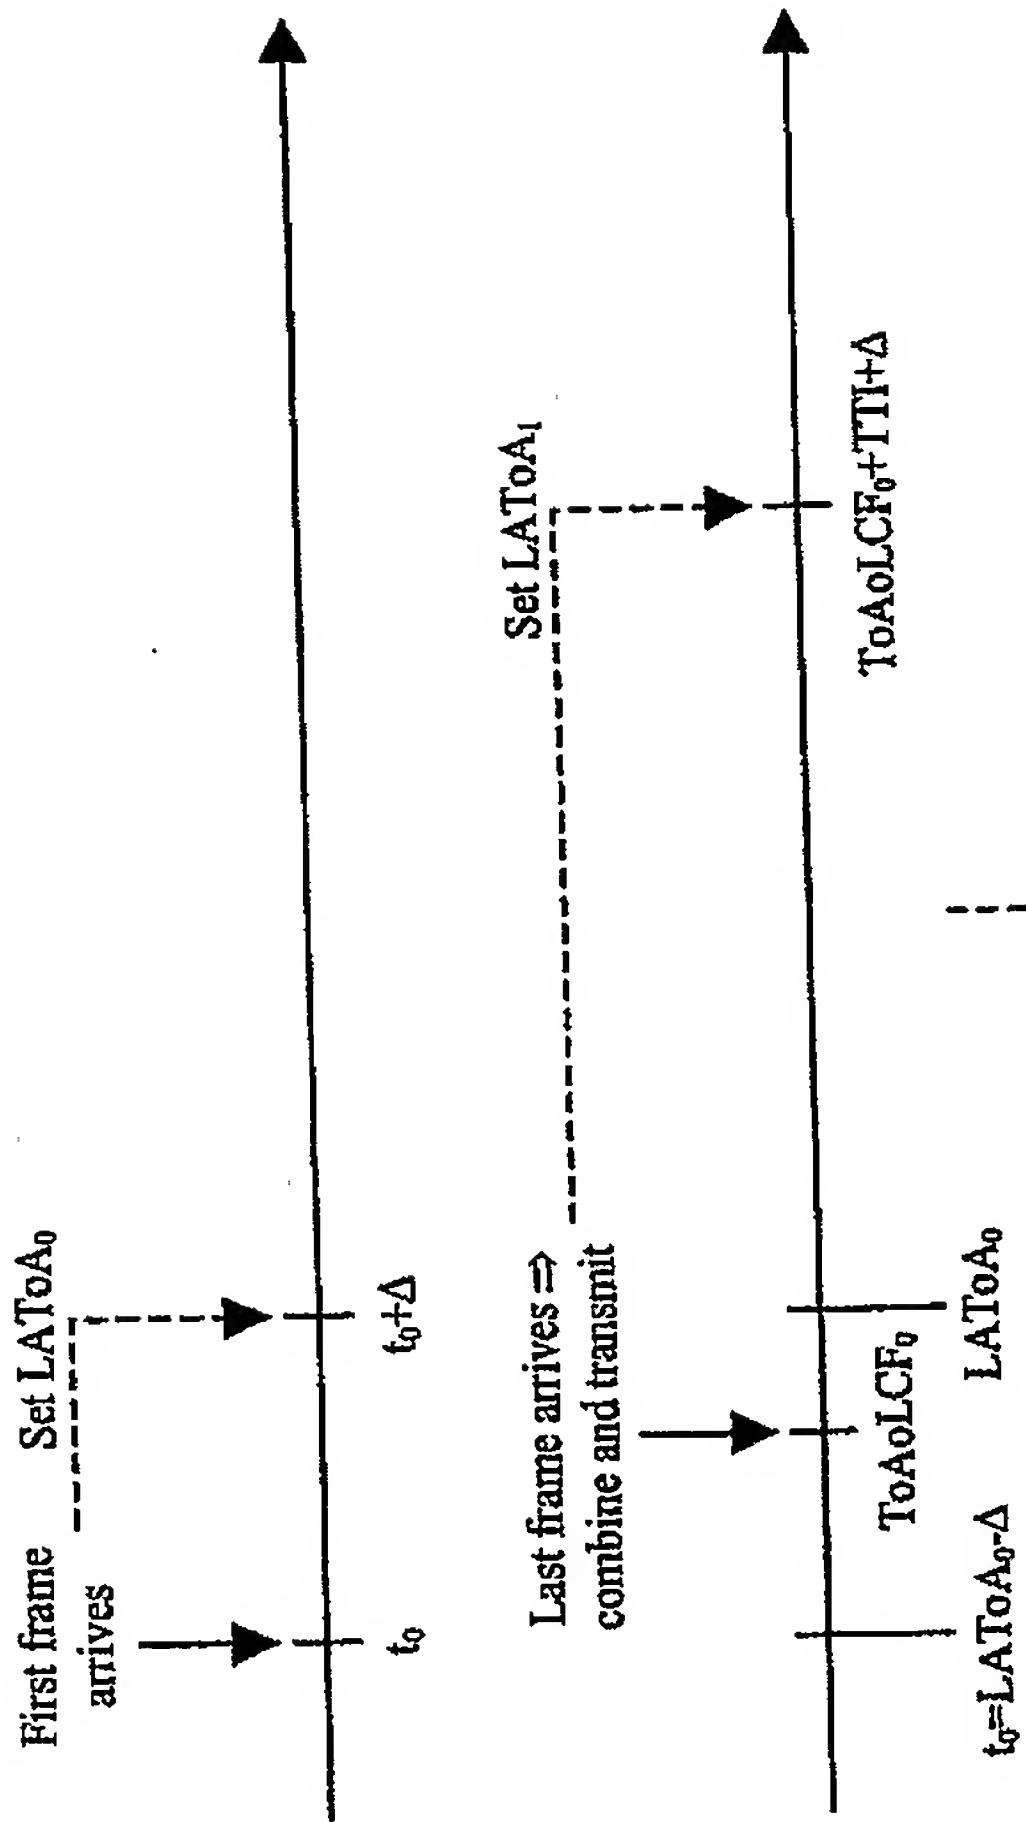 First frame
arrives
Set LAToA₀
t₀
t₀+Δ
Last frame arrives ⇒
combine and transmit
Set LAToA₁
ToAoLCF₀
ToAoLCF₀+TTI+Δ
t₀=LAToA₀-Δ
LAToA₀